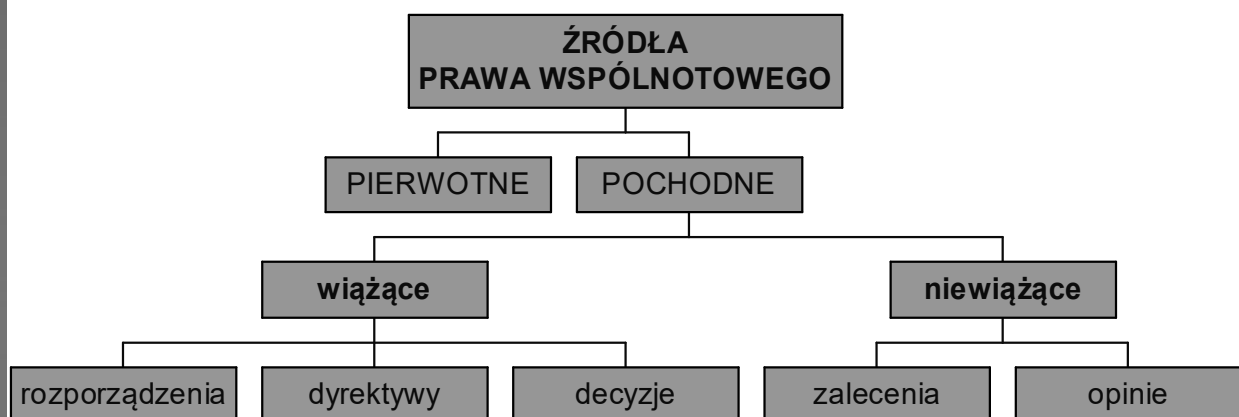 ŹRÓDŁA
PRAWA WSPÓLNOTOWEGO
PIERWOTNE
POCHODNE
wiążące
niewiążące
rozporządzenia
dyrektywy
decyzje
zalecenia
opinie